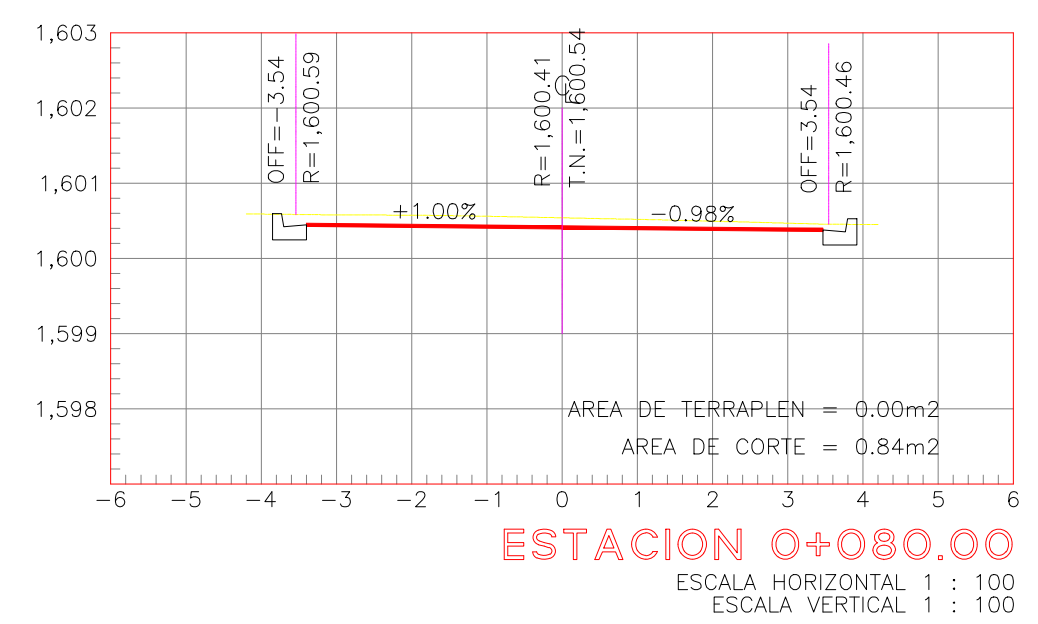 1,603
1,602
1,601
1,600
1,599
1,598
OFF=-3.54
R=1,600.59
R=1,600.41
T.N.=1,600.54
OFF=3.54
R=1,600.46
+1.00%
-0.98%
AREA DE TERRAPLEN = 0.00m2
AREA DE CORTE = 0.84m2
-6 -5 -4 -3 -2 -1 0 1 2 3 4 5 6
ESTACION 0+080.00
ESCALA HORIZONTAL 1 : 100
ESCALA VERTICAL 1 : 100